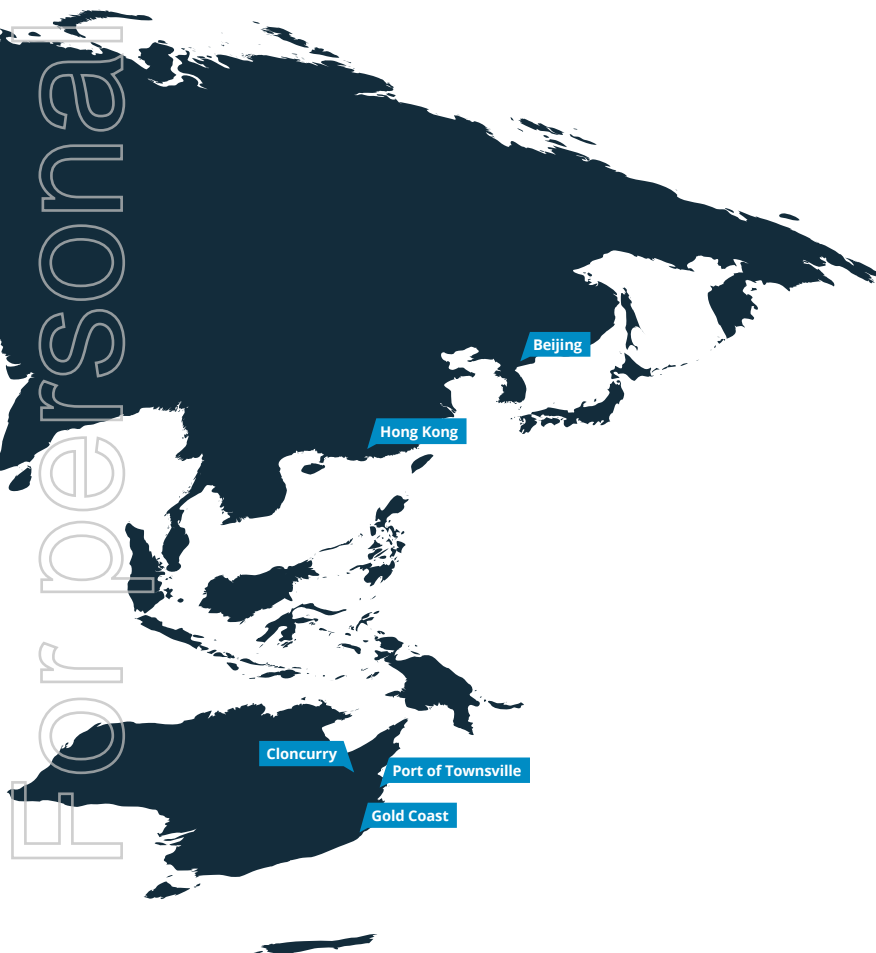 For personal
Beijing
Hong Kong
Cloncurry
Port of Townsville
Gold Coast